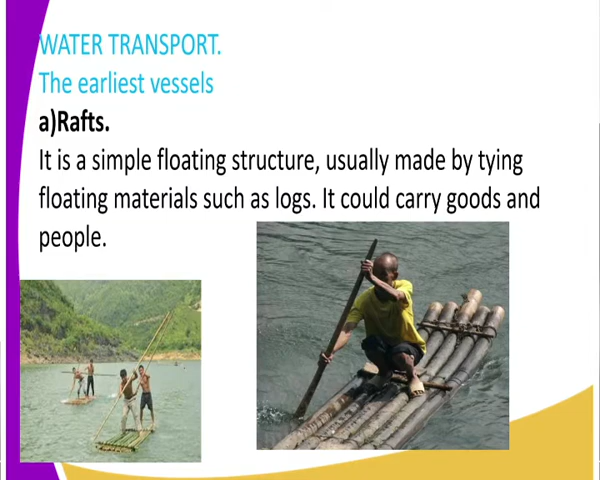 WATER TRANSPORT.
The earliest vessels
a)Rafts.
It is a simple floating structure, usually made by tying
floating materials such as logs. It could carry goods and
people.